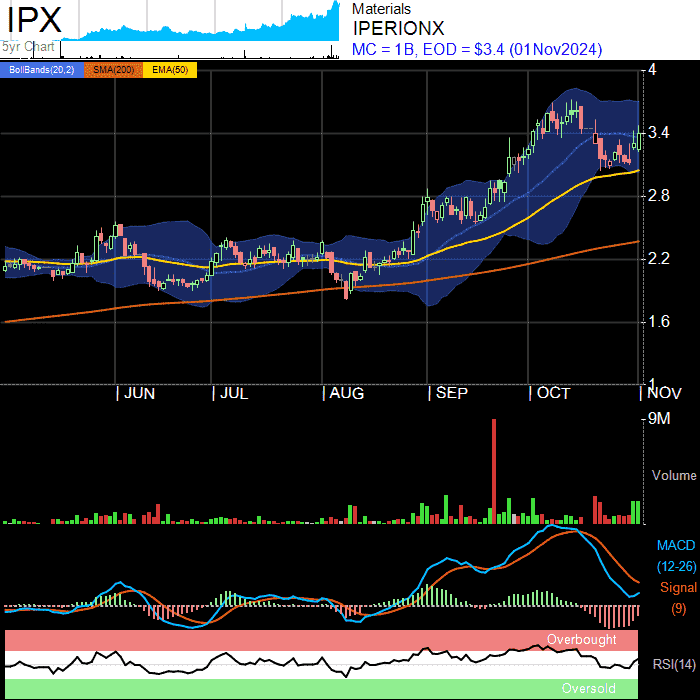 IPX
5yr Chart
Materials
IPERIONX
MC = 1B, EOD = $3.4 (01Nov2024)
BollBands(20,2) SMA(200) EMA(50)
4
3.4
2.8
2.2
1.6
1
JUN JUL AUG SEP OCT NOV
9M
Volume
MACD
(12-26)
Signal
(9)
Overbought
RSI(14)
Oversold